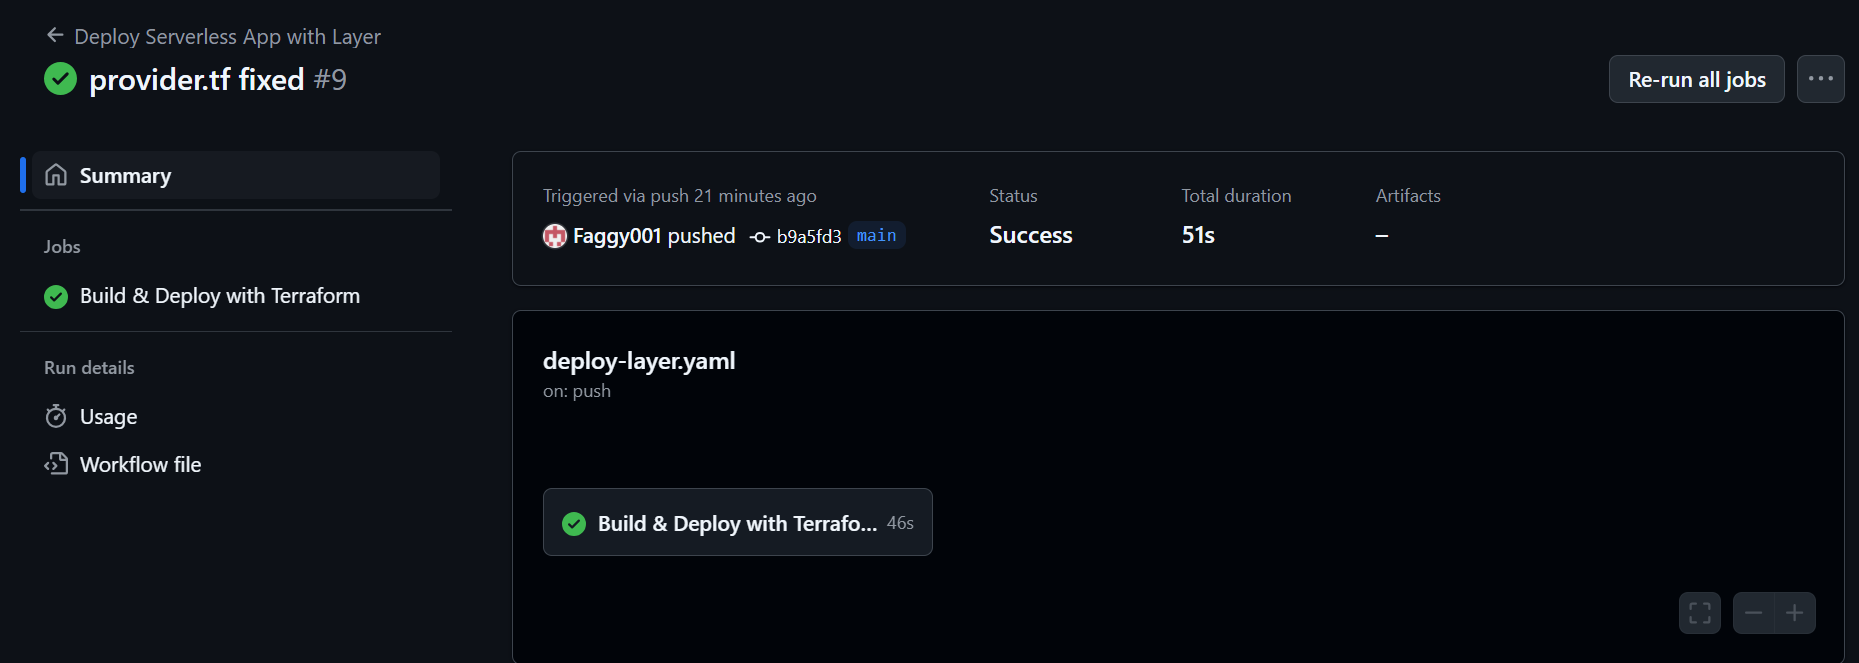 Deploy Serverless App with Layer
provider.tf fixed #9
Re-run all jobs
Summary
Jobs
Build & Deploy with Terraform
Run details
Usage
Workflow file
Triggered via push 21 minutes ago
Faggy001 pushed b9a5fd3 main
Status
Success
Total duration
51s
Artifacts
–
deploy-layer.yaml
on: push
Build & Deploy with Terrafo... 46s